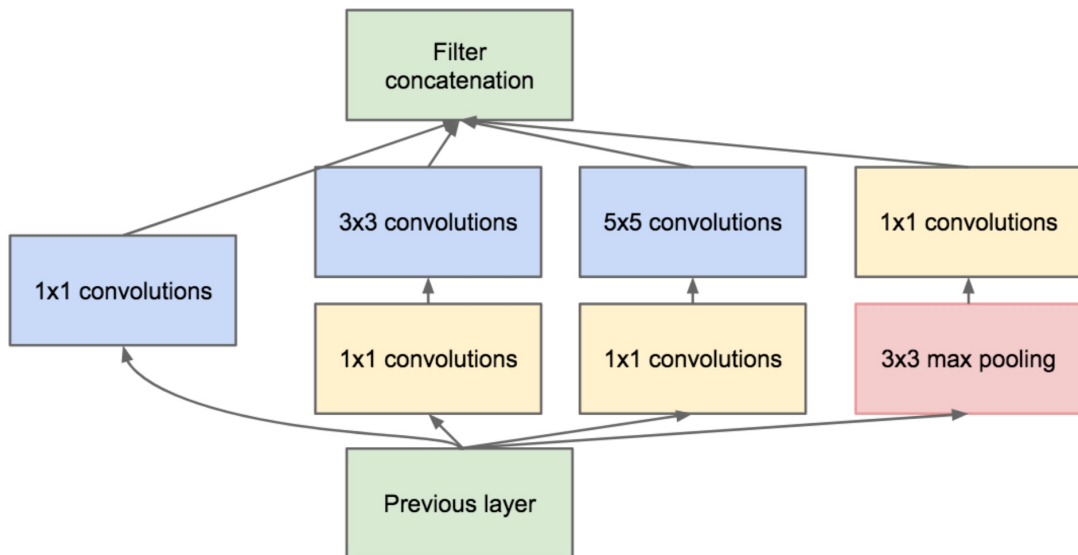 Filter
concatenation
3x3 convolutions
5x5 convolutions
1x1 convolutions
1x1 convolutions
1x1 convolutions
1x1 convolutions
3x3 max pooling
Previous layer